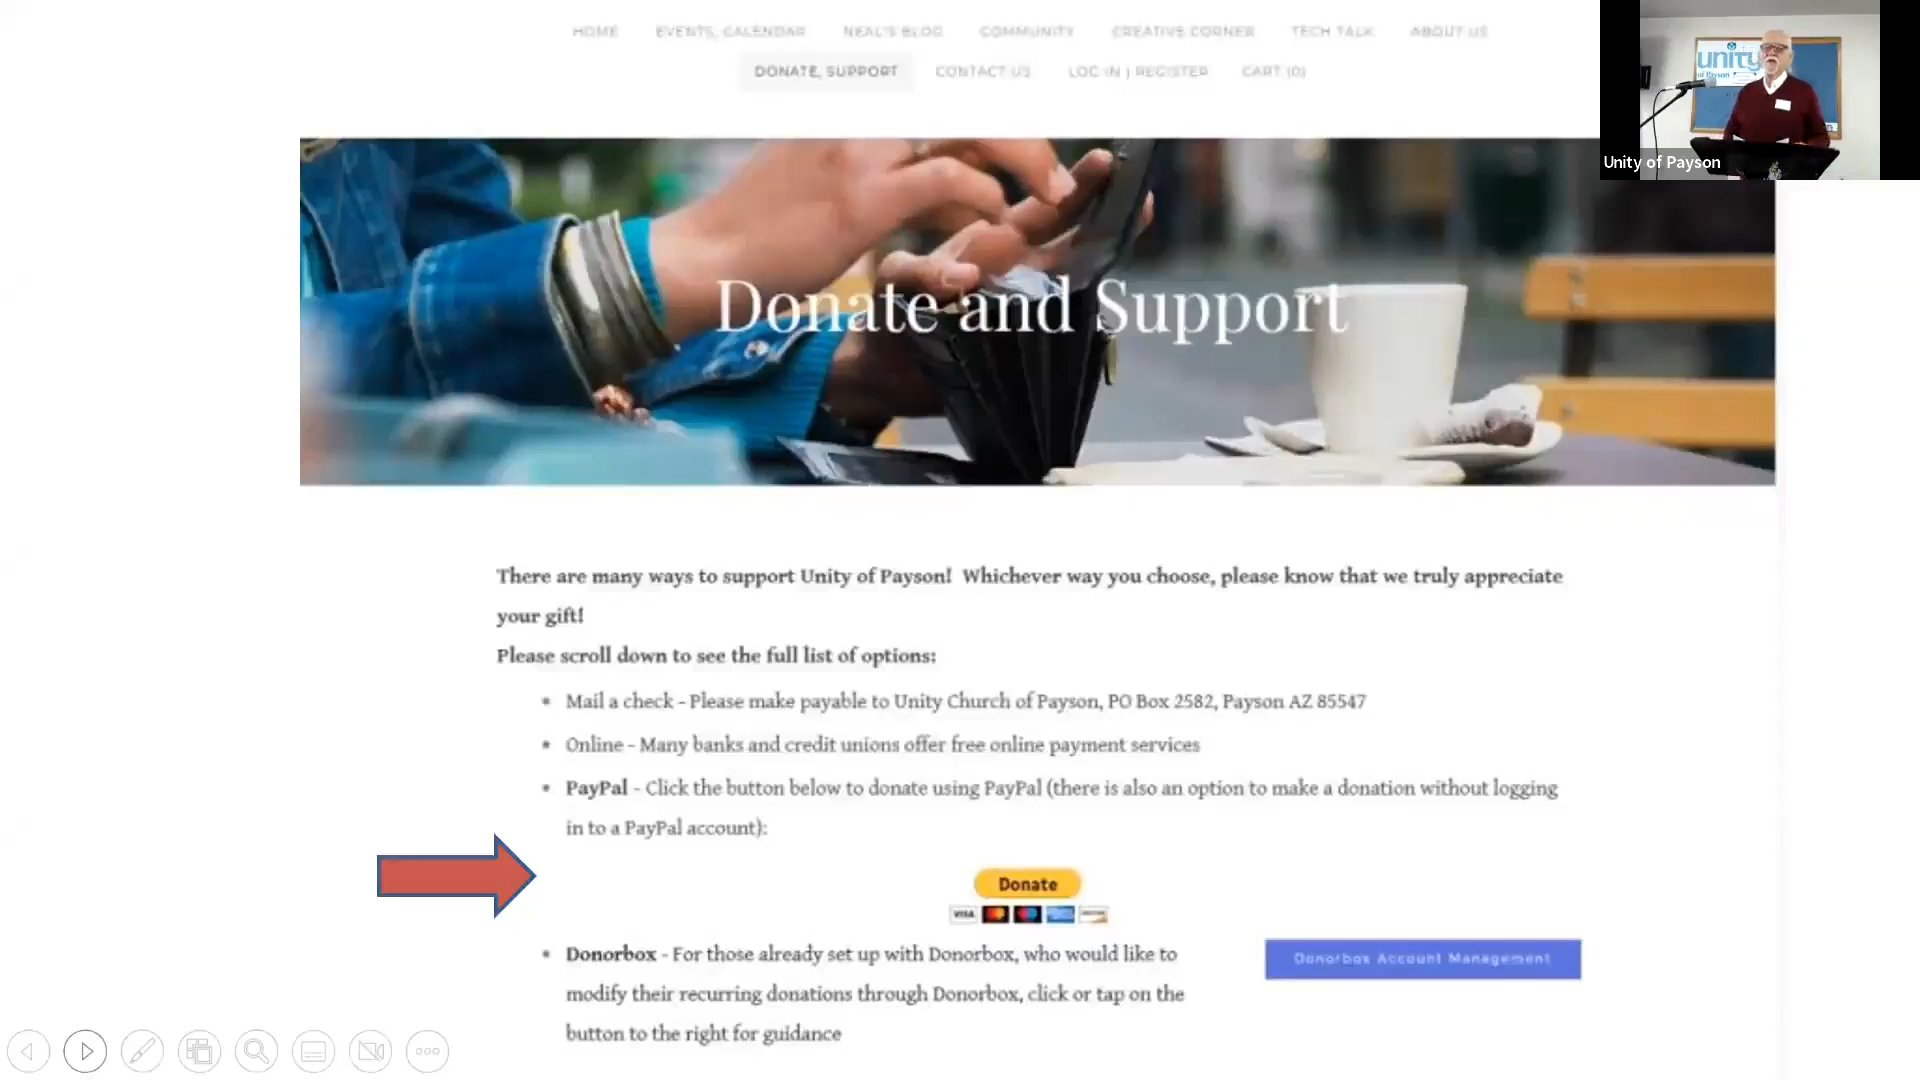 HOME EVENTS, CALENDAR NEAL'S BLOG COMMUNITY CREATIVE CORNER TECH TALK ABOUT US
DONATE, SUPPORT CONTACT US LOG IN | REGISTER CART (0)
unity
of Payson
Unity of Payson
Donate and Support
There are many ways to support Unity of Payson! Whichever way you choose, please know that we truly appreciate
your gift!
Please scroll down to see the full list of options:
• Mail a check - Please make payable to Unity Church of Payson, PO Box 2582, Payson AZ 85547
• Online - Many banks and credit unions offer free online payment services
• PayPal - Click the button below to donate using PayPal (there is also an option to make a donation without logging
in to a PayPal account):
Donate
VISA
• Donorbox - For those already set up with Donorbox, who would like to
modify their recurring donations through Donorbox, click or tap on the
button to the right for guidance
Donorbox Account Management